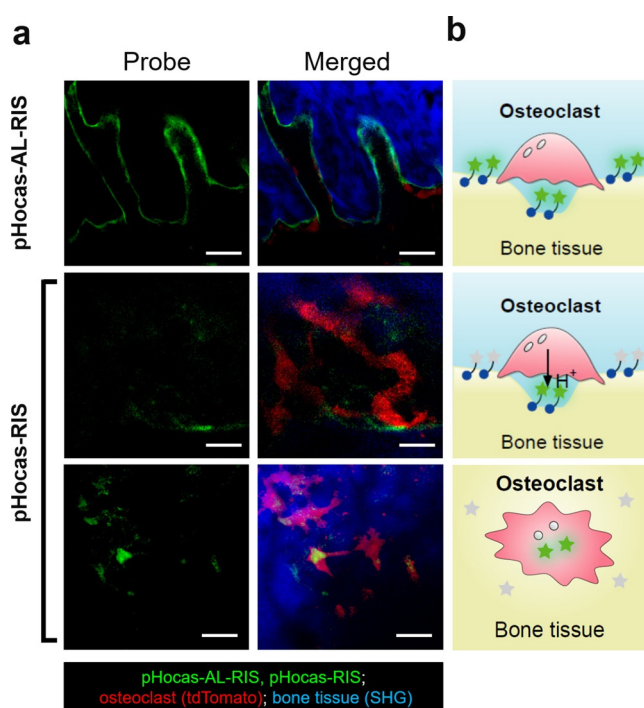 a
b
Probe
Merged
pHocas-AL-RIS
Osteoclast
Bone tissue
pHocas-RIS
Osteoclast
H+
Bone tissue
Osteoclast
Bone tissue
pHocas-AL-RIS, pHocas-RIS;
osteoclast (tdTomato); bone tissue (SHG)